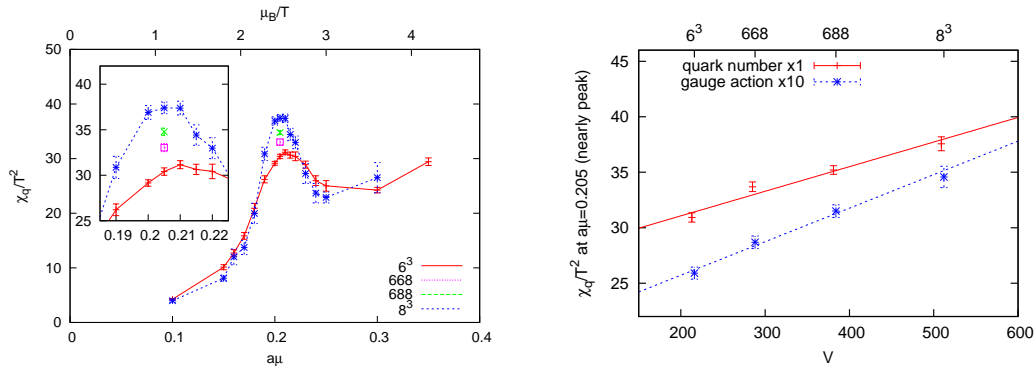 μ_B/T
0 1 2 3 4
50
40
30
20
10
0
χ_q/T²
40
35
30
25
0.19 0.2 0.21 0.22
6³
668
688
8³
0 0.1 0.2 0.3 0.4
aμ
6³ 668 688 8³
quark number x1
gauge action x10
45
40
35
30
25
χ_q/T² at aμ=0.205 (nearly peak)
200 300 400 500 600
V